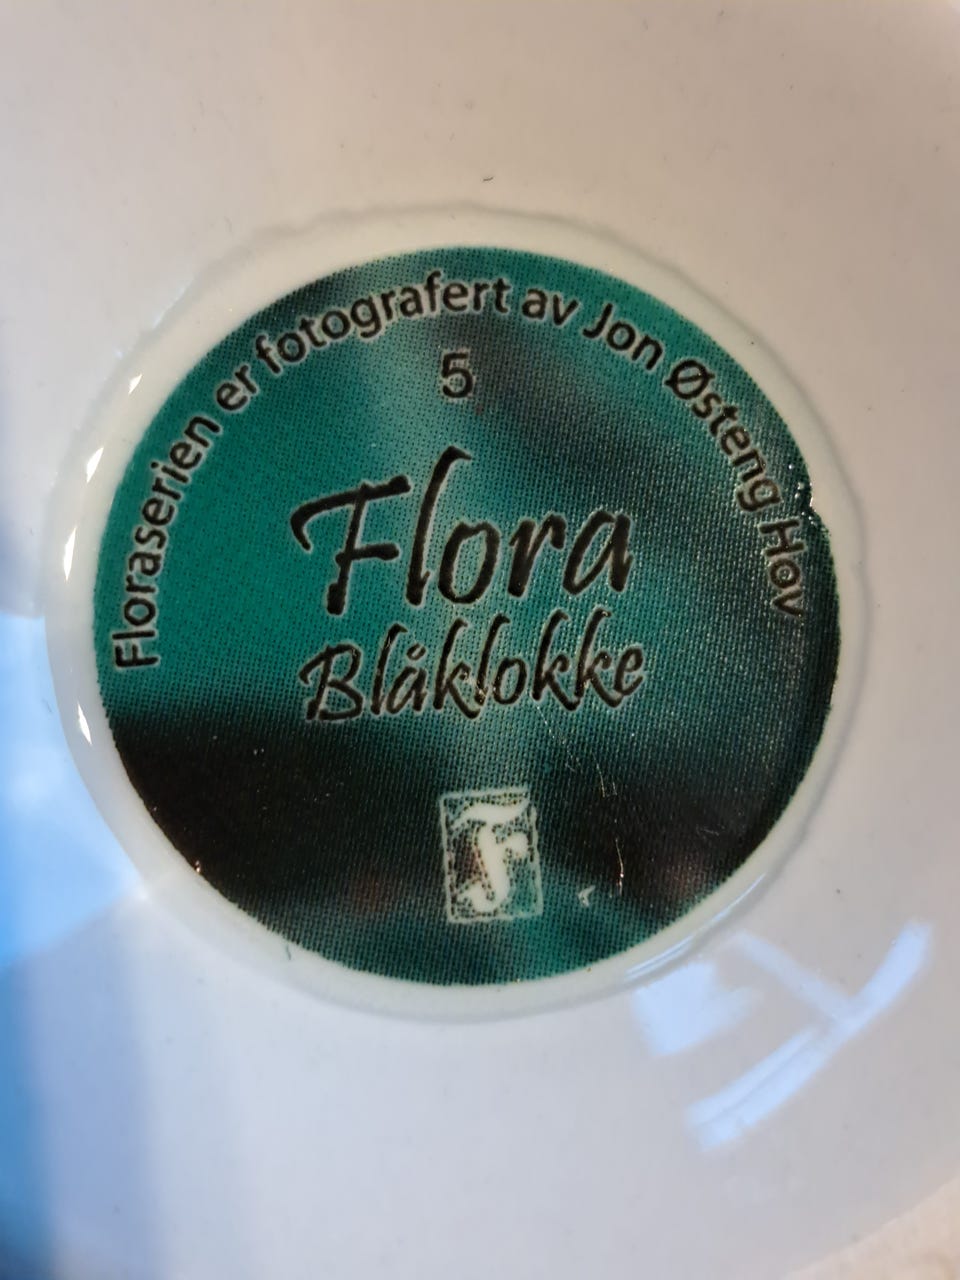 Floraserien er fotografert av Jon Østeng Hov
5
Flora
Blåklokke
F